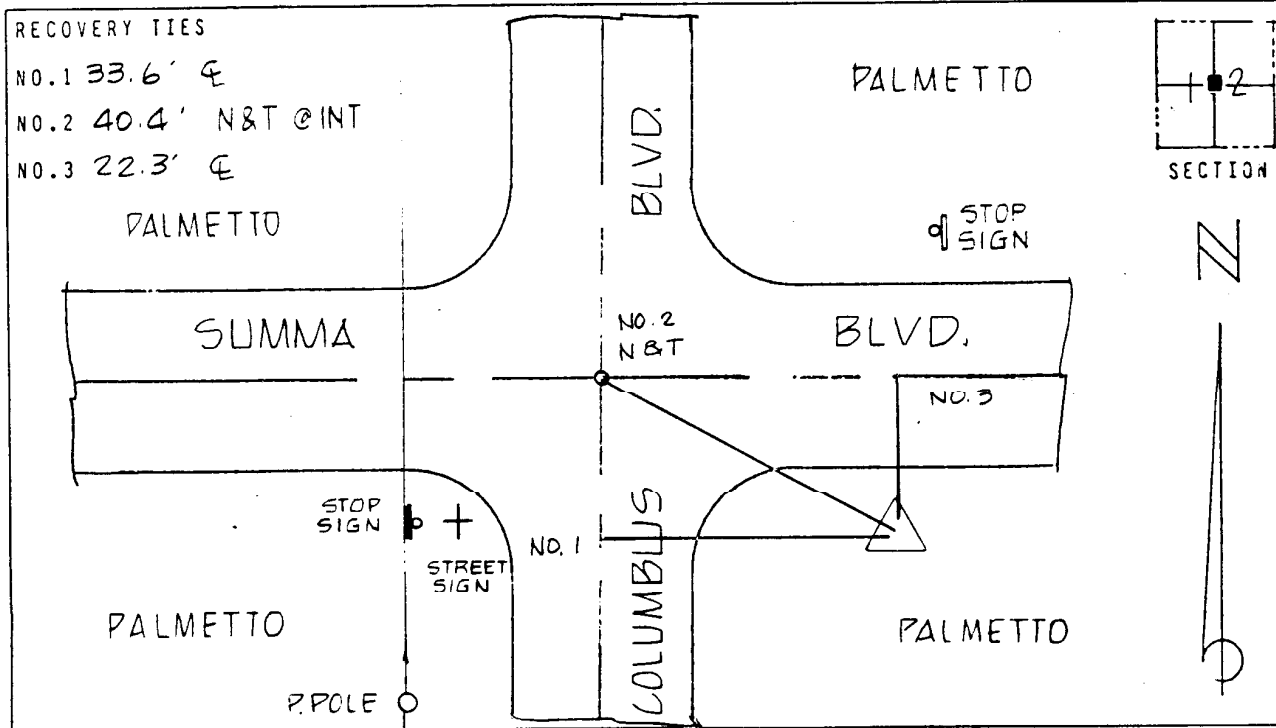 RECOVERY TIES
NO.1 33.6' ℄
NO.2 40.4' N&T @ INT
NO.3 22.3' ℄
PALMETTO
PALMETTO
2
SECTION
BLVD.
STOP
SIGN
N
SUMMA
NO.2
N&T
BLVD.
NO.3
STOP
SIGN
NO.1
STREET
SIGN
COLUMBUS
PALMETTO
PALMETTO
P.POLE